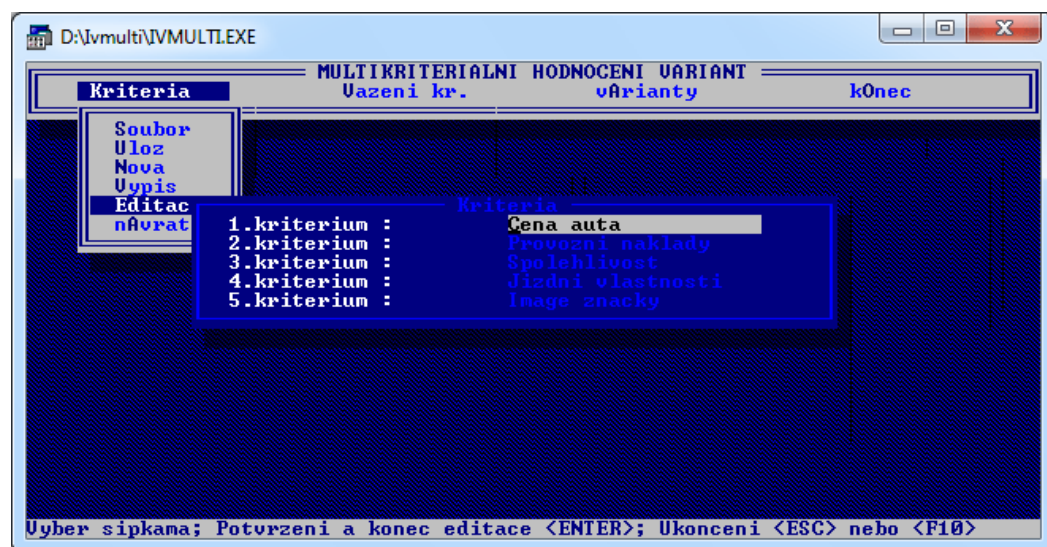 D:\Ivmulti\IVMULTI.EXE
MULTIKRITERIALNI HODNOCENI VARIANT
Kriteria Vazeni kr. vArianty kOnec
Soubor
Uloz
Nova
Vypis
Editac
nAvrat
Kriteria
1.kriterium : Cena auta
2.kriterium : Provozni naklady
3.kriterium : Spolehlivost
4.kriterium : Jizdni vlastnosti
5.kriterium : Image znacky
Vyber sipkama; Potvrzeni a konec editace <ENTER>; Ukonceni <ESC> nebo <F10>